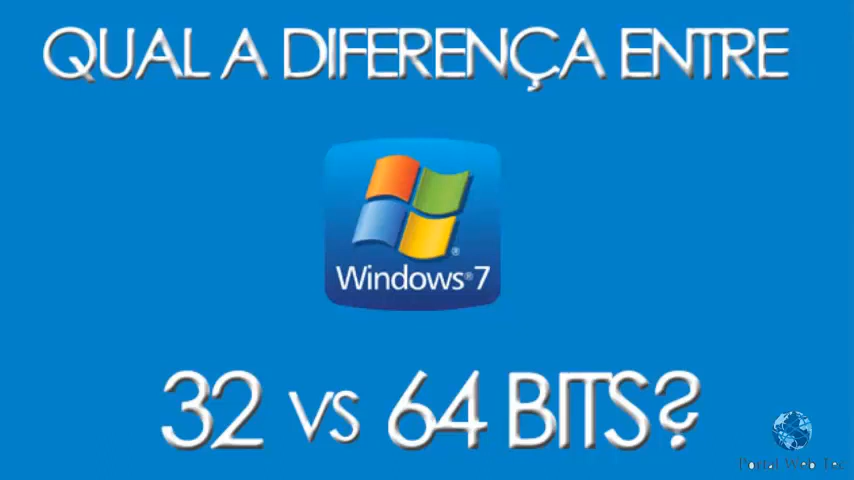 QUAL A DIFERENÇA ENTRE
Windows® 7
32 VS 64 BITS?
Portal Web Tec